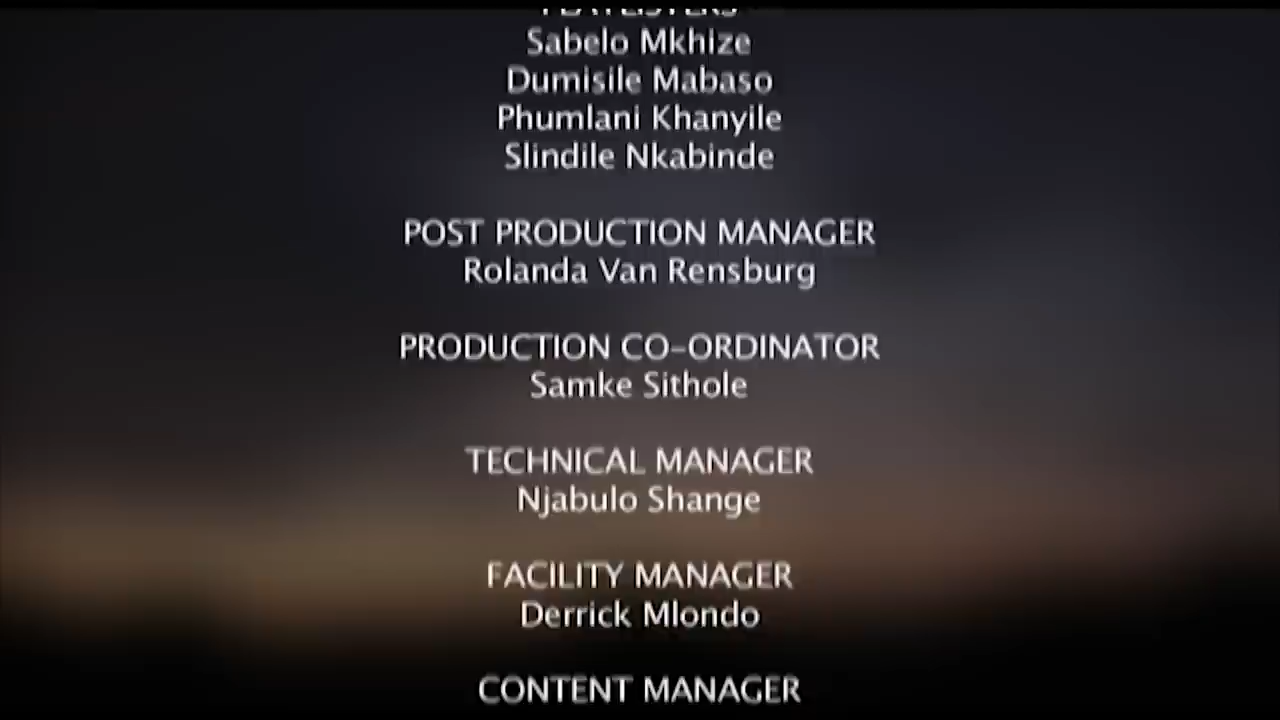 PLAYLISTERS
Sabelo Mkhize
Dumisile Mabaso
Phumlani Khanyile
Slindile Nkabinde
POST PRODUCTION MANAGER
Rolanda Van Rensburg
PRODUCTION CO-ORDINATOR
Samke Sithole
TECHNICAL MANAGER
Njabulo Shange
FACILITY MANAGER
Derrick Mlondo
CONTENT MANAGER